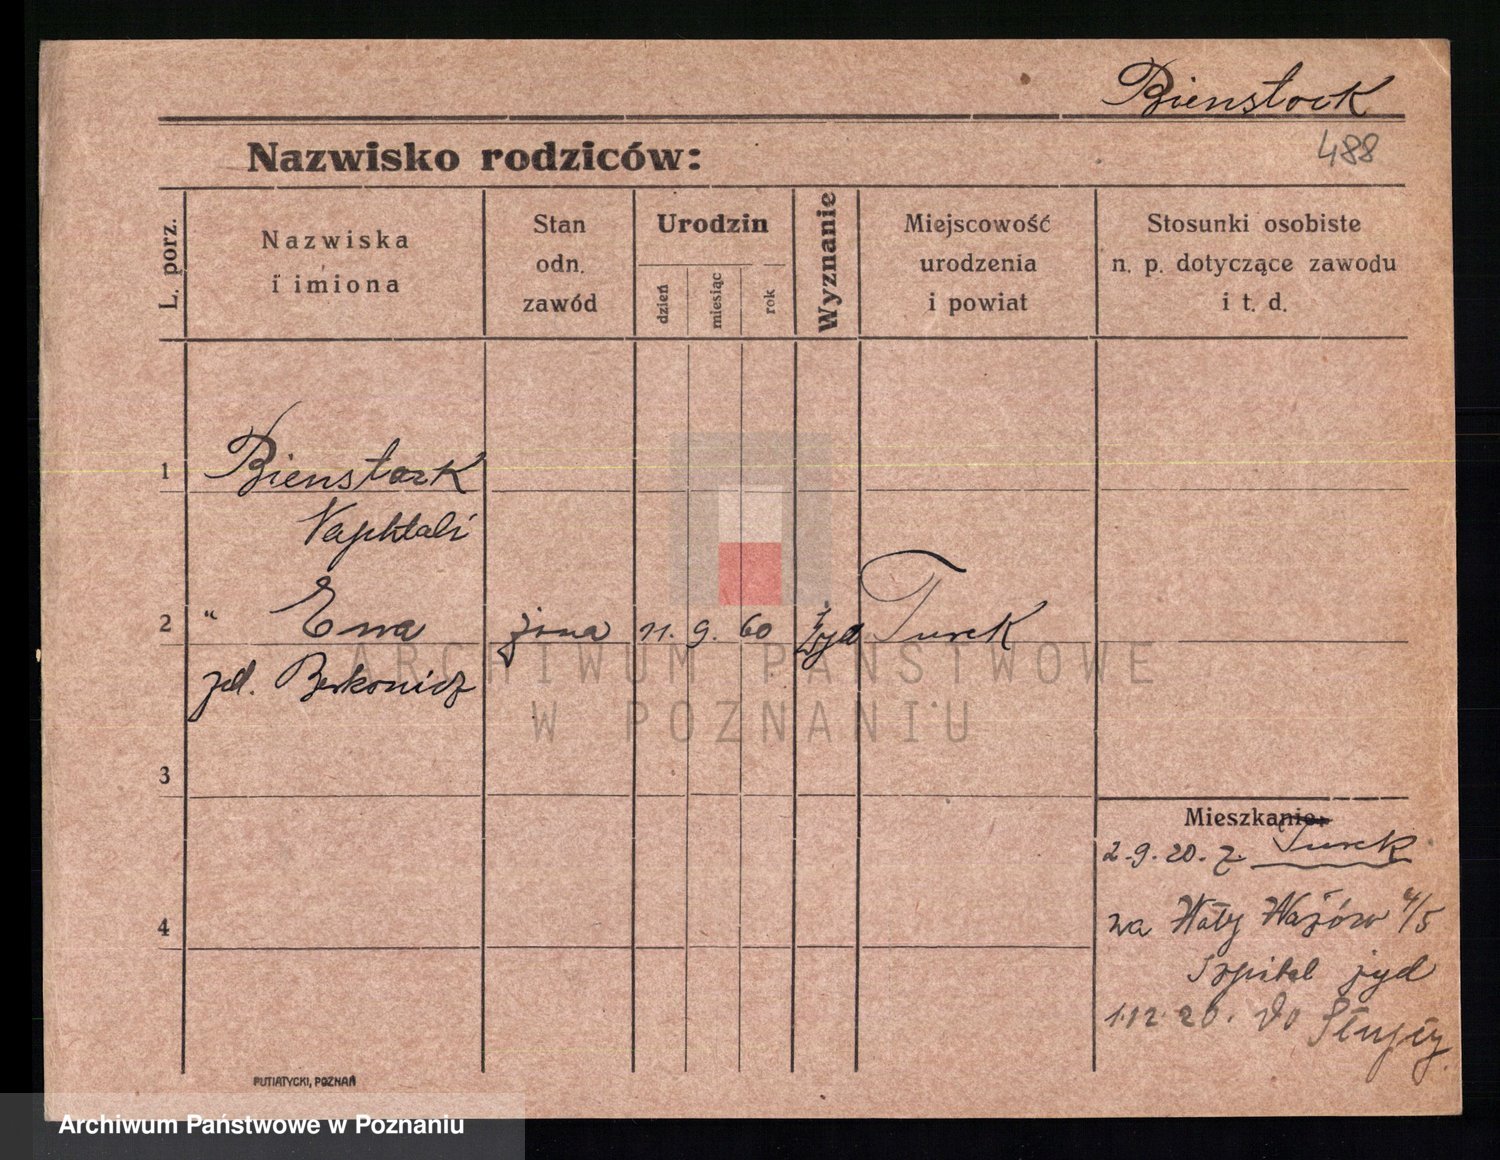 Bienstock
488
Nazwisko rodziców:
L. porz.
Nazwiska
i imiona
Stan
odn.
zawód
Urodzin
dzień
miesiąc
rok
Wyznanie
Miejscowość
urodzenia
i powiat
Stosunki osobiste
n. p. dotyczące zawodu
i t. d.
1 Bienstock
Naphtali
2 " Ewa żona 11. 9. 60 żyd Turek
zd. Berkowicz
3
4
Mieszkanie:
2.9.20. z Turek
na Wały Wazów 4/5
Szpital żyd
1.12.20. do
PUTIATYCKI, POZNAŃ
ARCHIWUM PAŃSTWOWE
W POZNANIU
Archiwum Państwowe w Poznaniu